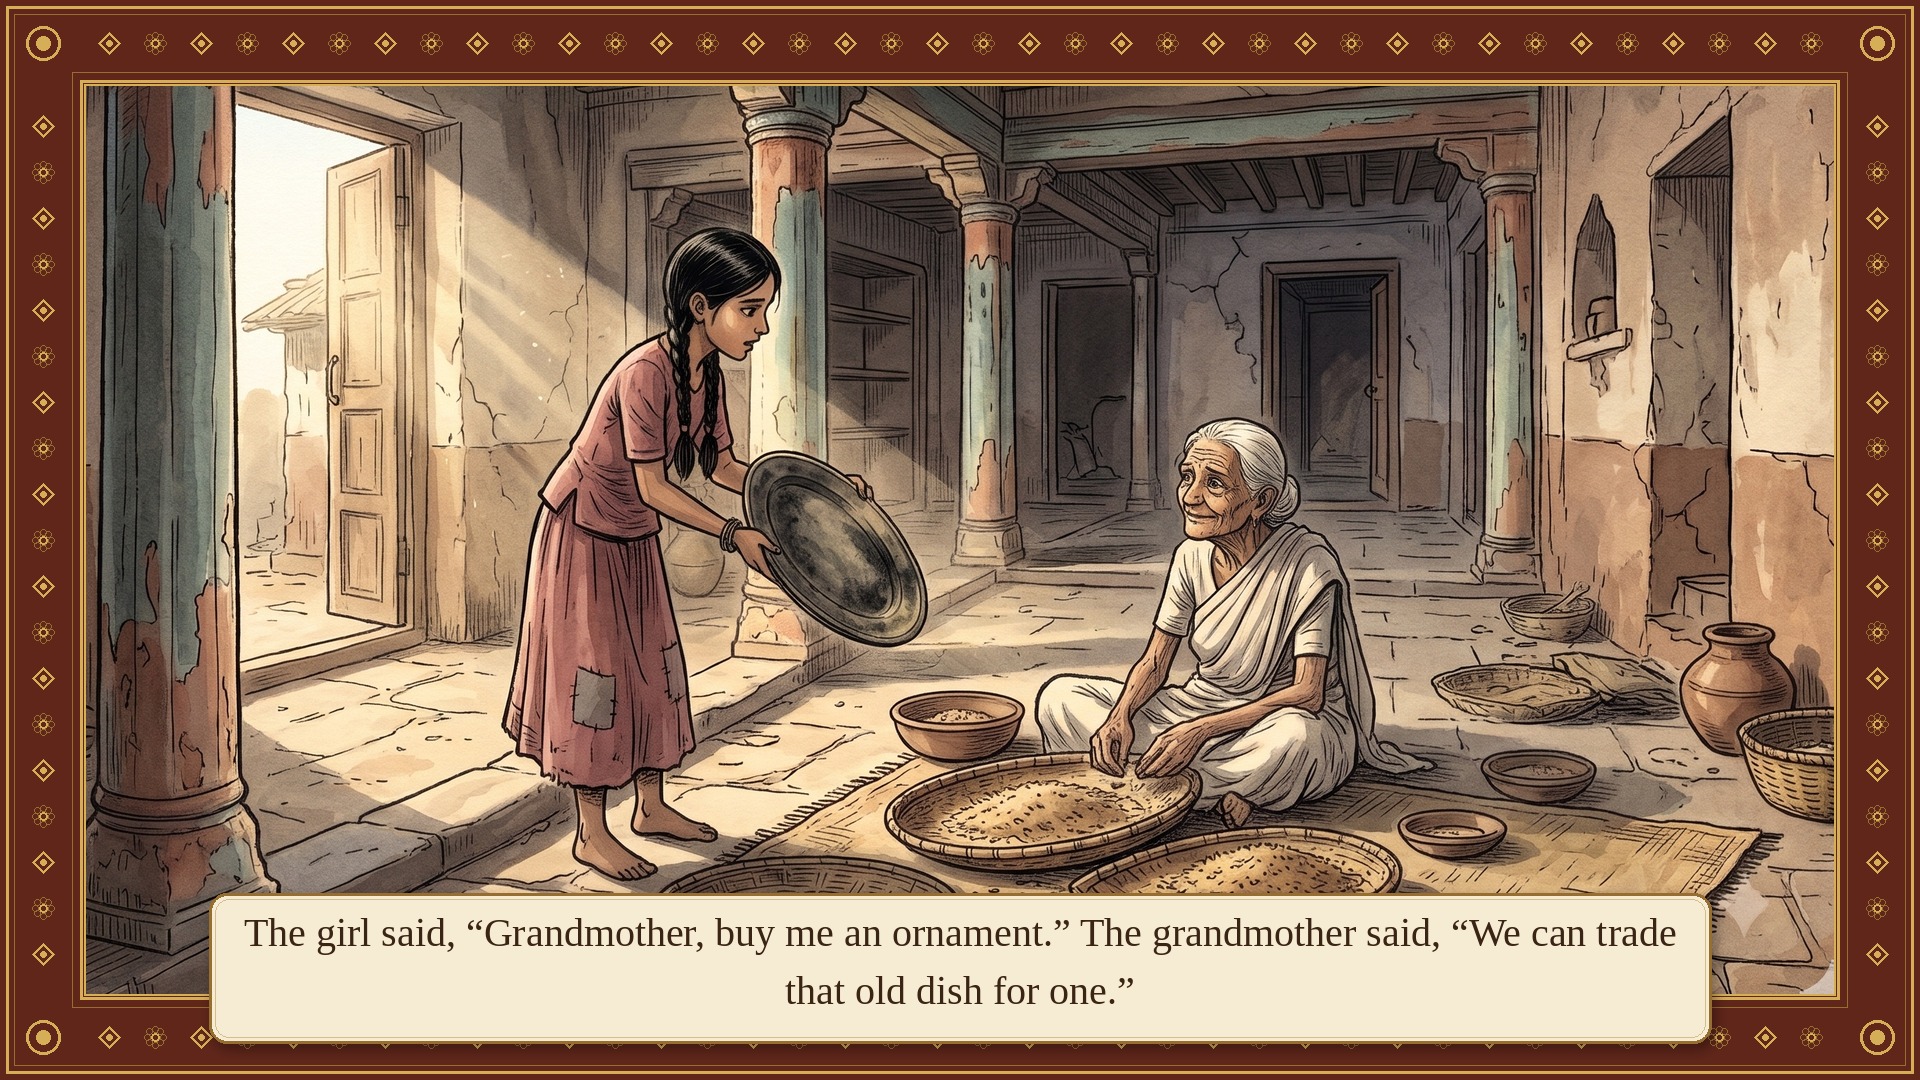 The girl said, “Grandmother, buy me an ornament.” The grandmother said, “We can trade
that old dish for one.”